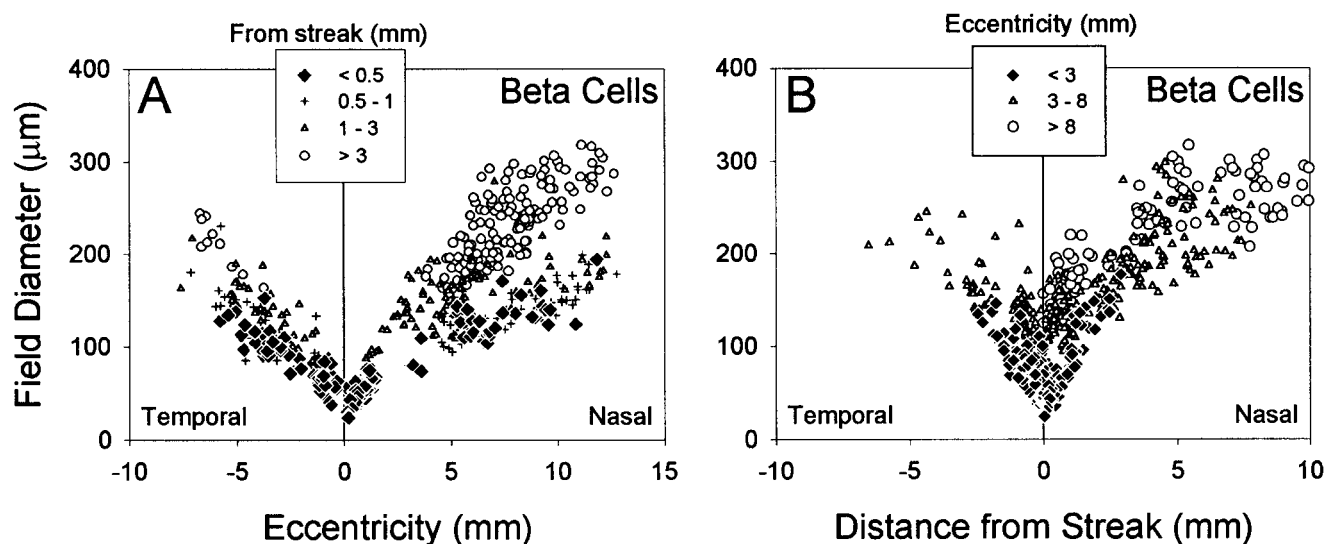 From streak (mm)
< 0.5
0.5 - 1
1 - 3
> 3
A
Beta Cells
400
300
200
100
0
Field Diameter (μm)
Temporal
Nasal
-10
-5
0
5
10
15
Eccentricity (mm)
Eccentricity (mm)
< 3
3 - 8
> 8
B
Beta Cells
400
300
200
100
0
Temporal
Nasal
-10
-5
0
5
10
Distance from Streak (mm)